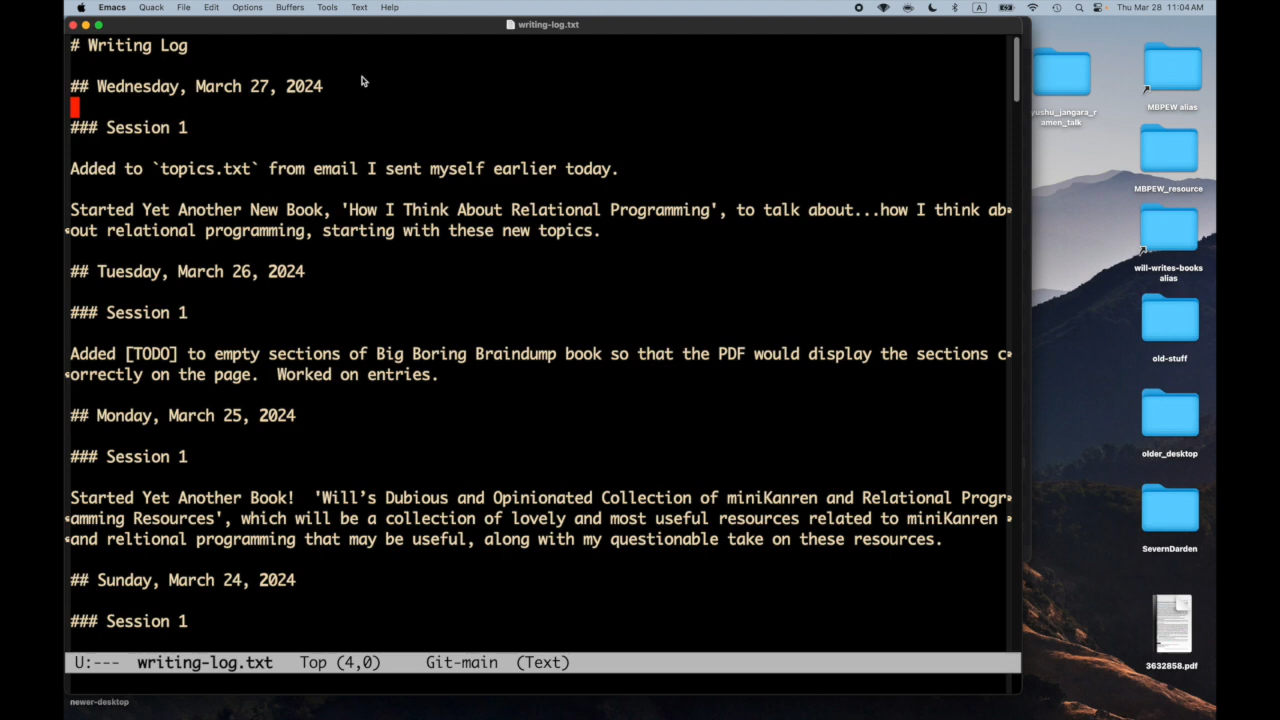 Emacs Quack File Edit Options Buffers Tools Text Help A Thu Mar 28 11:04 AM
writing-log.txt
# Writing Log
## Wednesday, March 27, 2024
### Session 1
Added to `topics.txt` from email I sent myself earlier today.
Started Yet Another New Book, 'How I Think About Relational Programming', to talk about...how I think ab
out relational programming, starting with these new topics.
## Tuesday, March 26, 2024
### Session 1
Added [TODO] to empty sections of Big Boring Braindump book so that the PDF would display the sections c
orrectly on the page.  Worked on entries.
## Monday, March 25, 2024
### Session 1
Started Yet Another Book!  'Will’s Dubious and Opinionated Collection of miniKanren and Relational Progr
amming Resources', which will be a collection of lovely and most useful resources related to miniKanren
and reltional programming that may be useful, along with my questionable take on these resources.
## Sunday, March 24, 2024
### Session 1
U:--- writing-log.txt Top (4,0) Git-main (Text)
newer-desktop
yushu_jangara_r
amen_talk
MBPEW alias
MBPEW_resource
will-writes-books
alias
old-stuff
older_desktop
SevernDarden
3632858.pdf